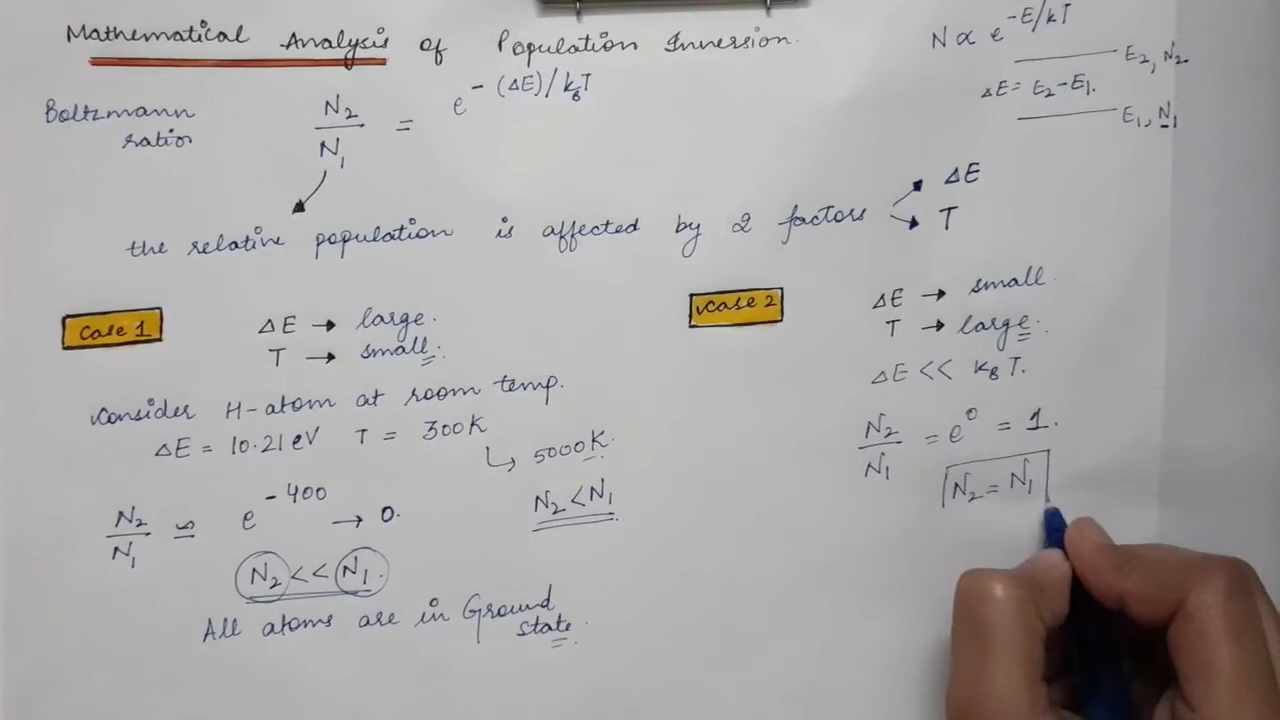 Mathematical Analysis of Population Inversion.
N ∝ e^-E/kT
E2, N2
ΔE = E2 - E1.
E1, N1
Boltzmann ratio
N2/N1 = e^-(ΔE)/kBT
the relative population is affected by 2 factors → ΔE
→ T
Case 1
ΔE → large.
T → small.
Consider H-atom at room temp.
ΔE = 10.21 eV T = 300K
↳ 5000K.
N2/N1 ≃ e^-400 → 0.
N2 < N1
N2 << N1.
All atoms are in Ground
state.
Case 2
ΔE → small
T → large.
ΔE << kBT.
N2/N1 = e^0 = 1.
N2 = N1